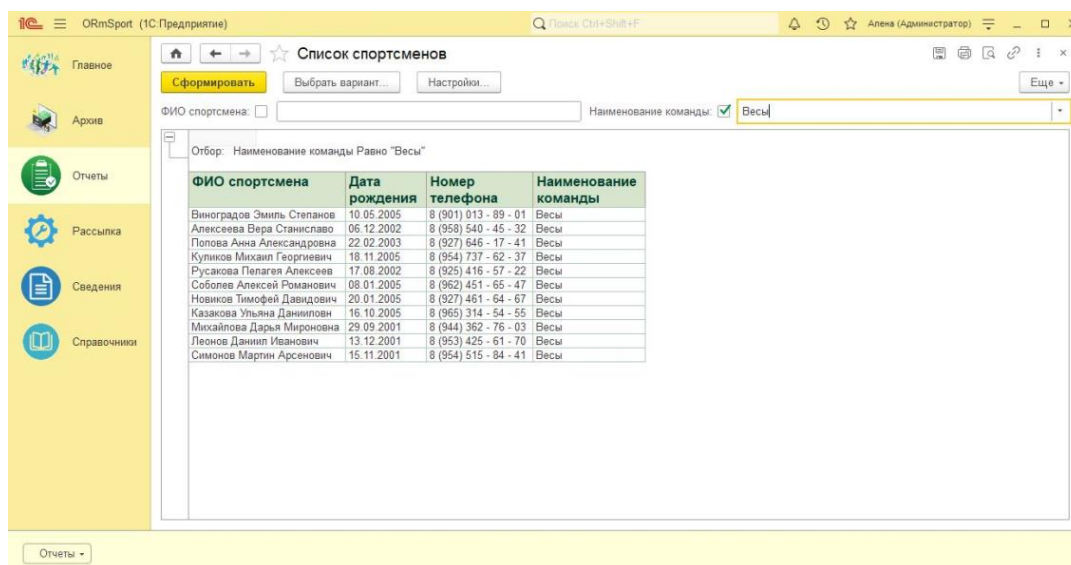 1С ORmSport (1С:Предприятие) Поиск Ctrl+Shift+F Алена (Администратор)
Главное
Архив
Отчеты
Рассылка
Сведения
Справочники
Список спортсменов
Сформировать Выбрать вариант... Настройки... Еще
ФИО спортсмена: Наименование команды: Весы
Отбор: Наименование команды Равно "Весы"
ФИО спортсмена Дата рождения Номер телефона Наименование команды
Виноградов Эмиль Степанов 10.05.2005 8 (901) 013 - 89 - 01 Весы
Алексеева Вера Станиславо 06.12.2002 8 (958) 540 - 45 - 32 Весы
Попова Анна Александровна 22.02.2003 8 (927) 646 - 17 - 41 Весы
Куликов Михаил Георгиевич 18.11.2005 8 (954) 737 - 62 - 37 Весы
Русакова Пелагея Алексеев 17.08.2002 8 (925) 416 - 57 - 22 Весы
Соболев Алексей Романович 08.01.2005 8 (962) 451 - 65 - 47 Весы
Новиков Тимофей Давидович 20.01.2005 8 (927) 461 - 64 - 67 Весы
Казакова Ульяна Даниловн 16.10.2005 8 (965) 314 - 54 - 55 Весы
Михайлова Дарья Мироновна 29.09.2001 8 (944) 362 - 76 - 03 Весы
Леонов Даниил Иванович 13.12.2001 8 (953) 425 - 61 - 70 Весы
Симонов Мартин Арсенович 15.11.2001 8 (954) 515 - 84 - 41 Весы
Отчеты